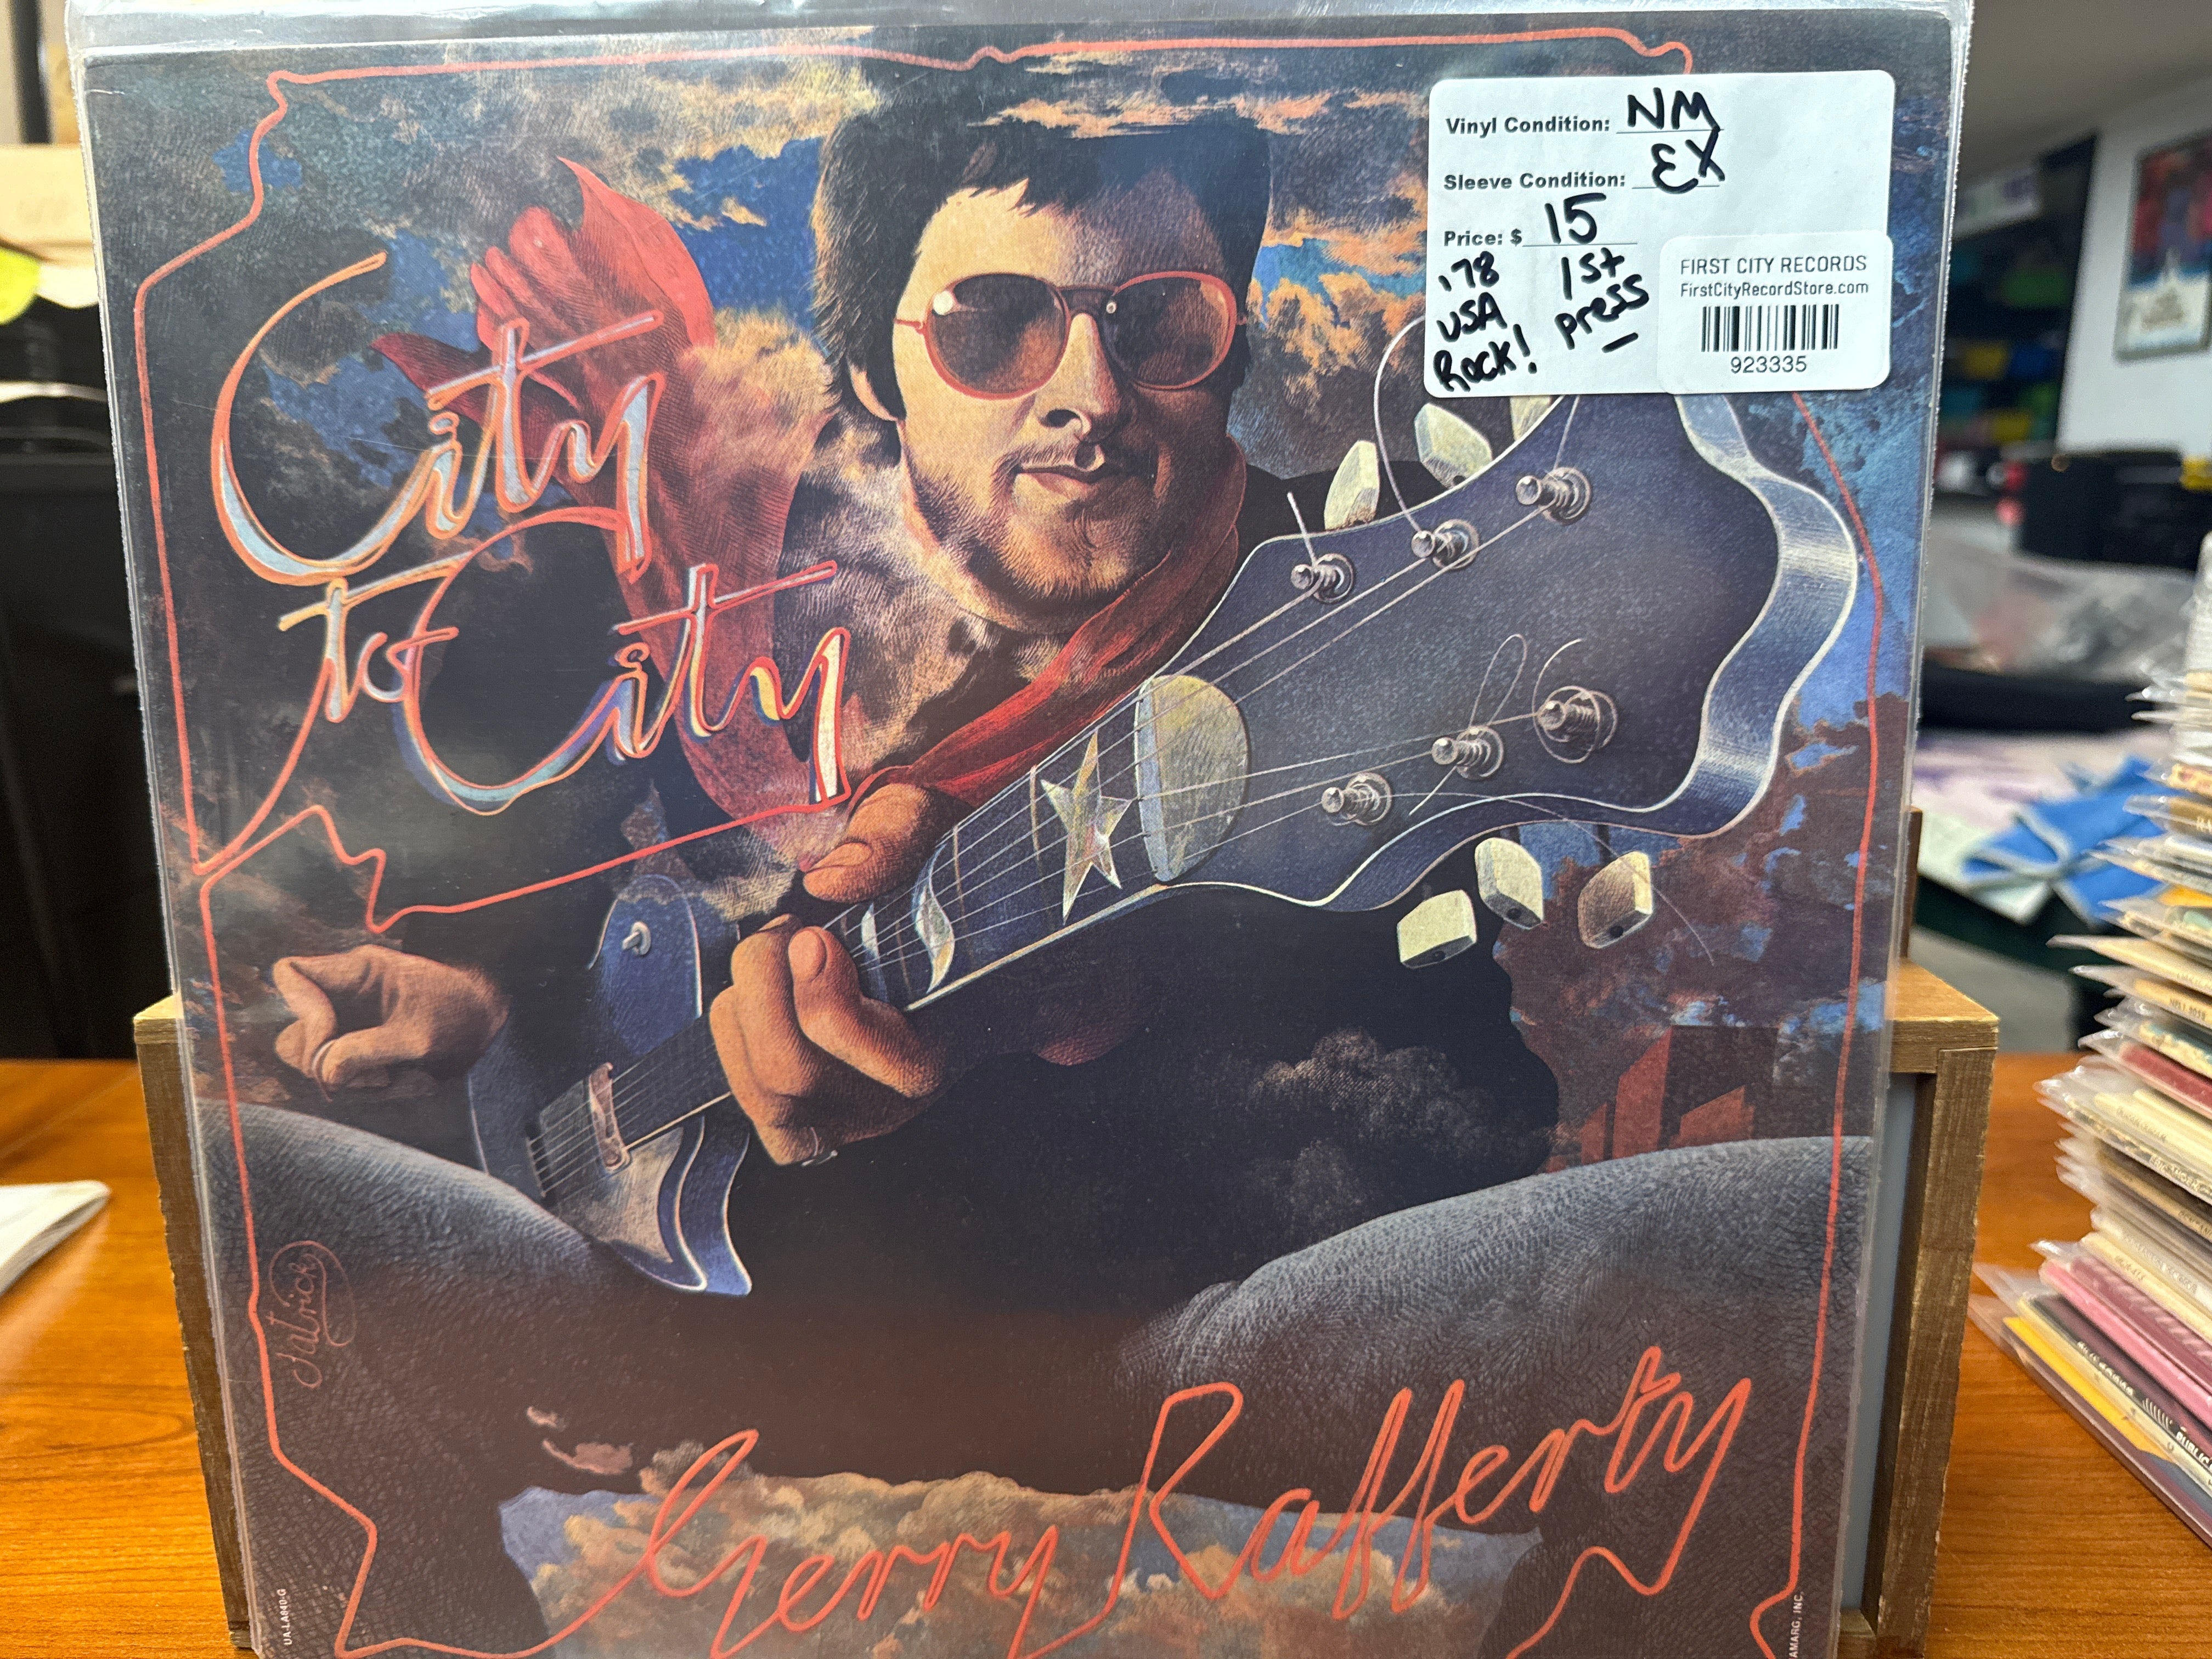 City
to City
Vinyl Condition: NM
Sleeve Condition: EX
Price: $ 15
'78 1st
USA press
Rock!
FIRST CITY RECORDS
FirstCityRecordStore.com
923335
Patrick
Gerry Rafferty
UA-LA840-G